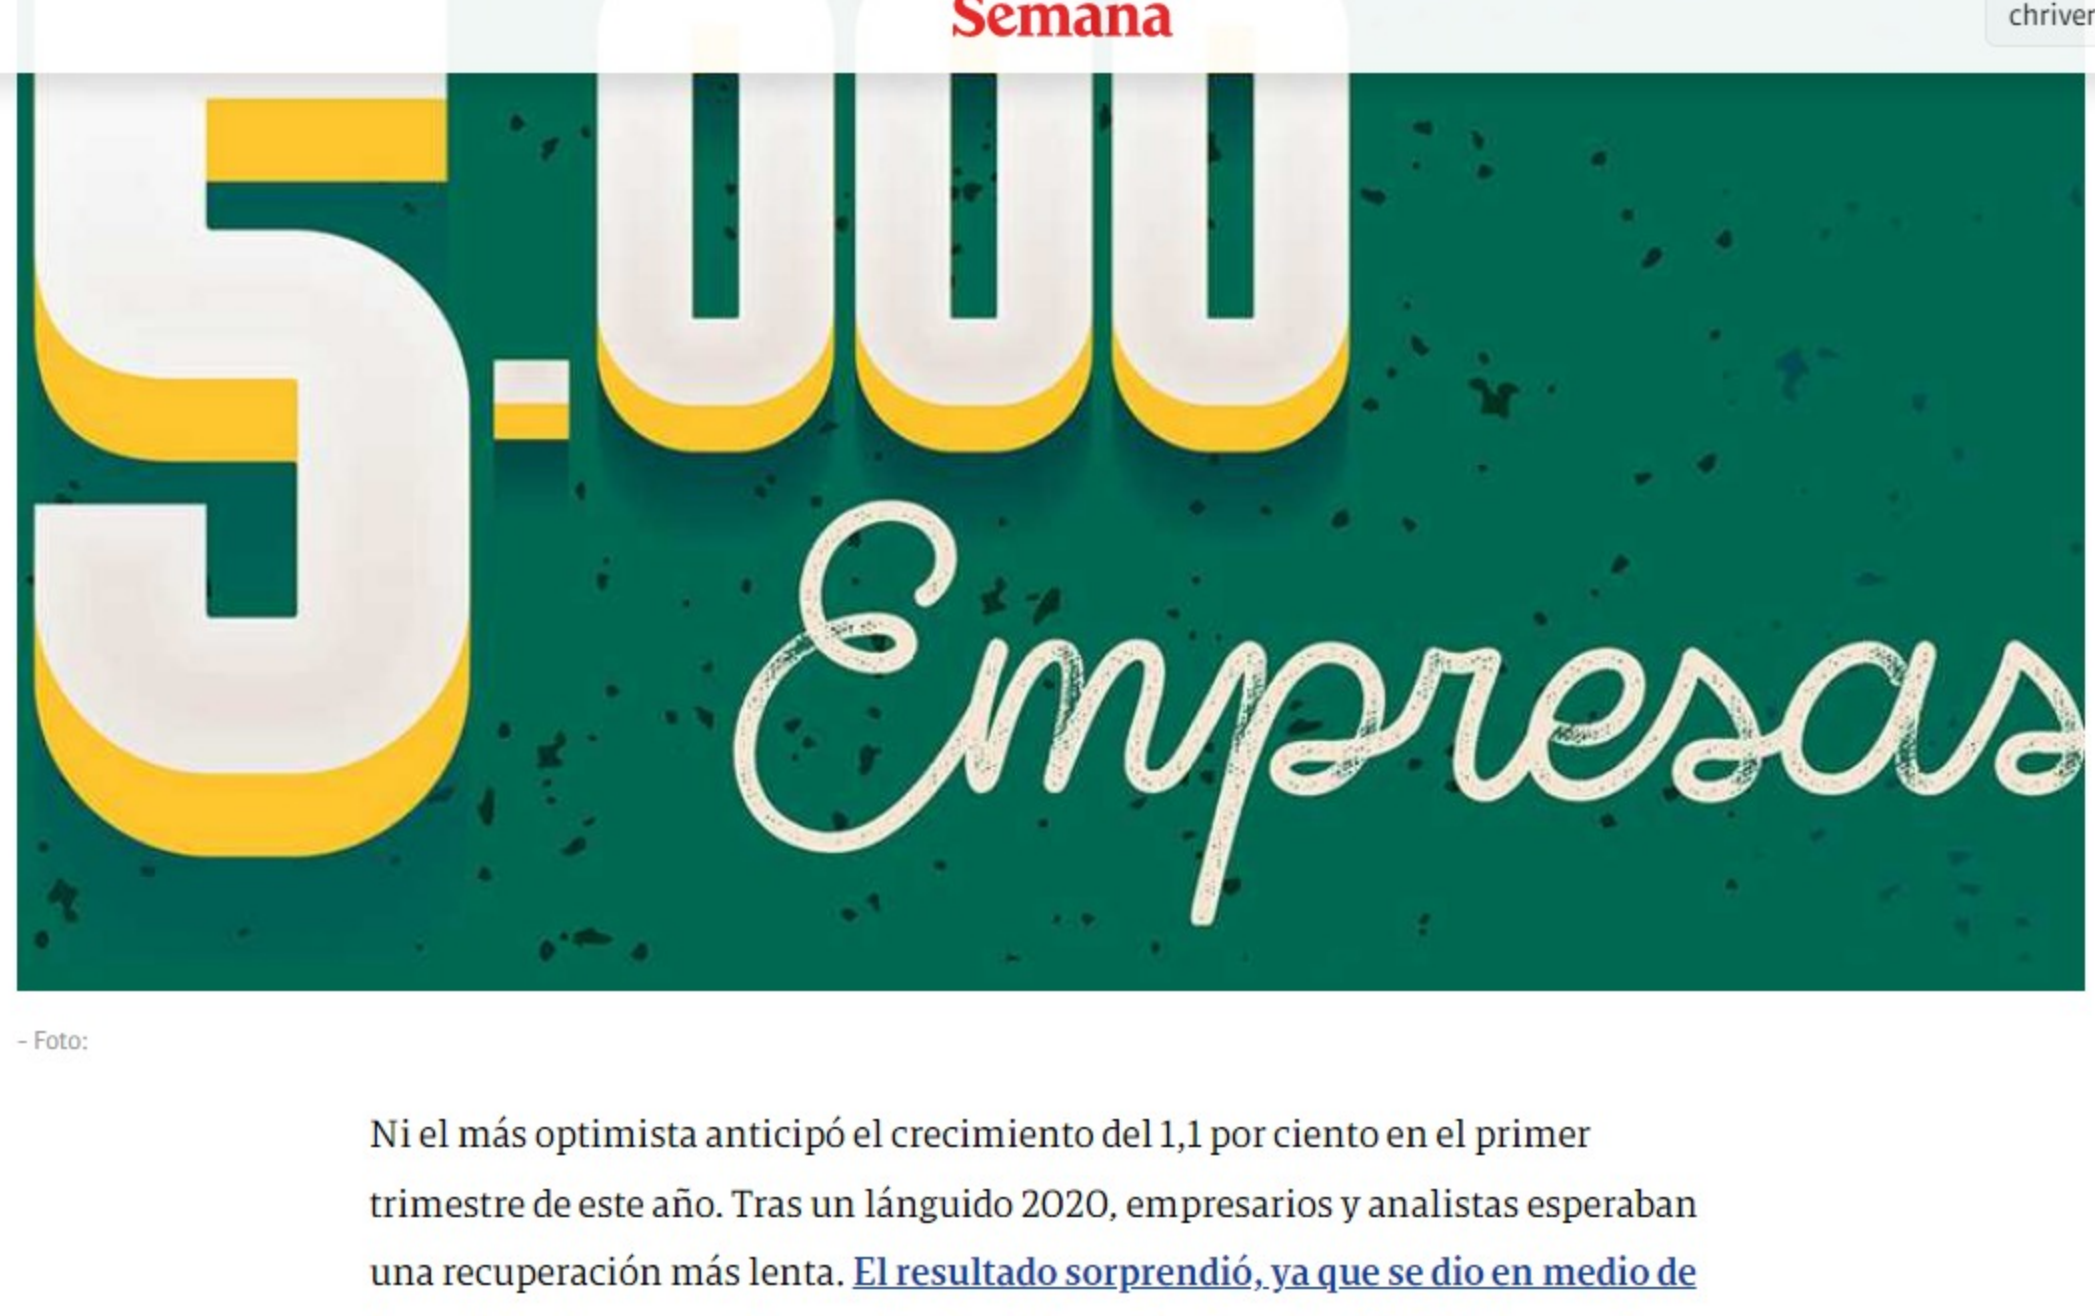 Semana
5.000
Empresas
- Foto:
Ni el más optimista anticipó el crecimiento del 1,1 por ciento en el primer
trimestre de este año. Tras un lánguido 2020, empresarios y analistas esperaban
una recuperación más lenta. El resultado sorprendió, ya que se dio en medio de